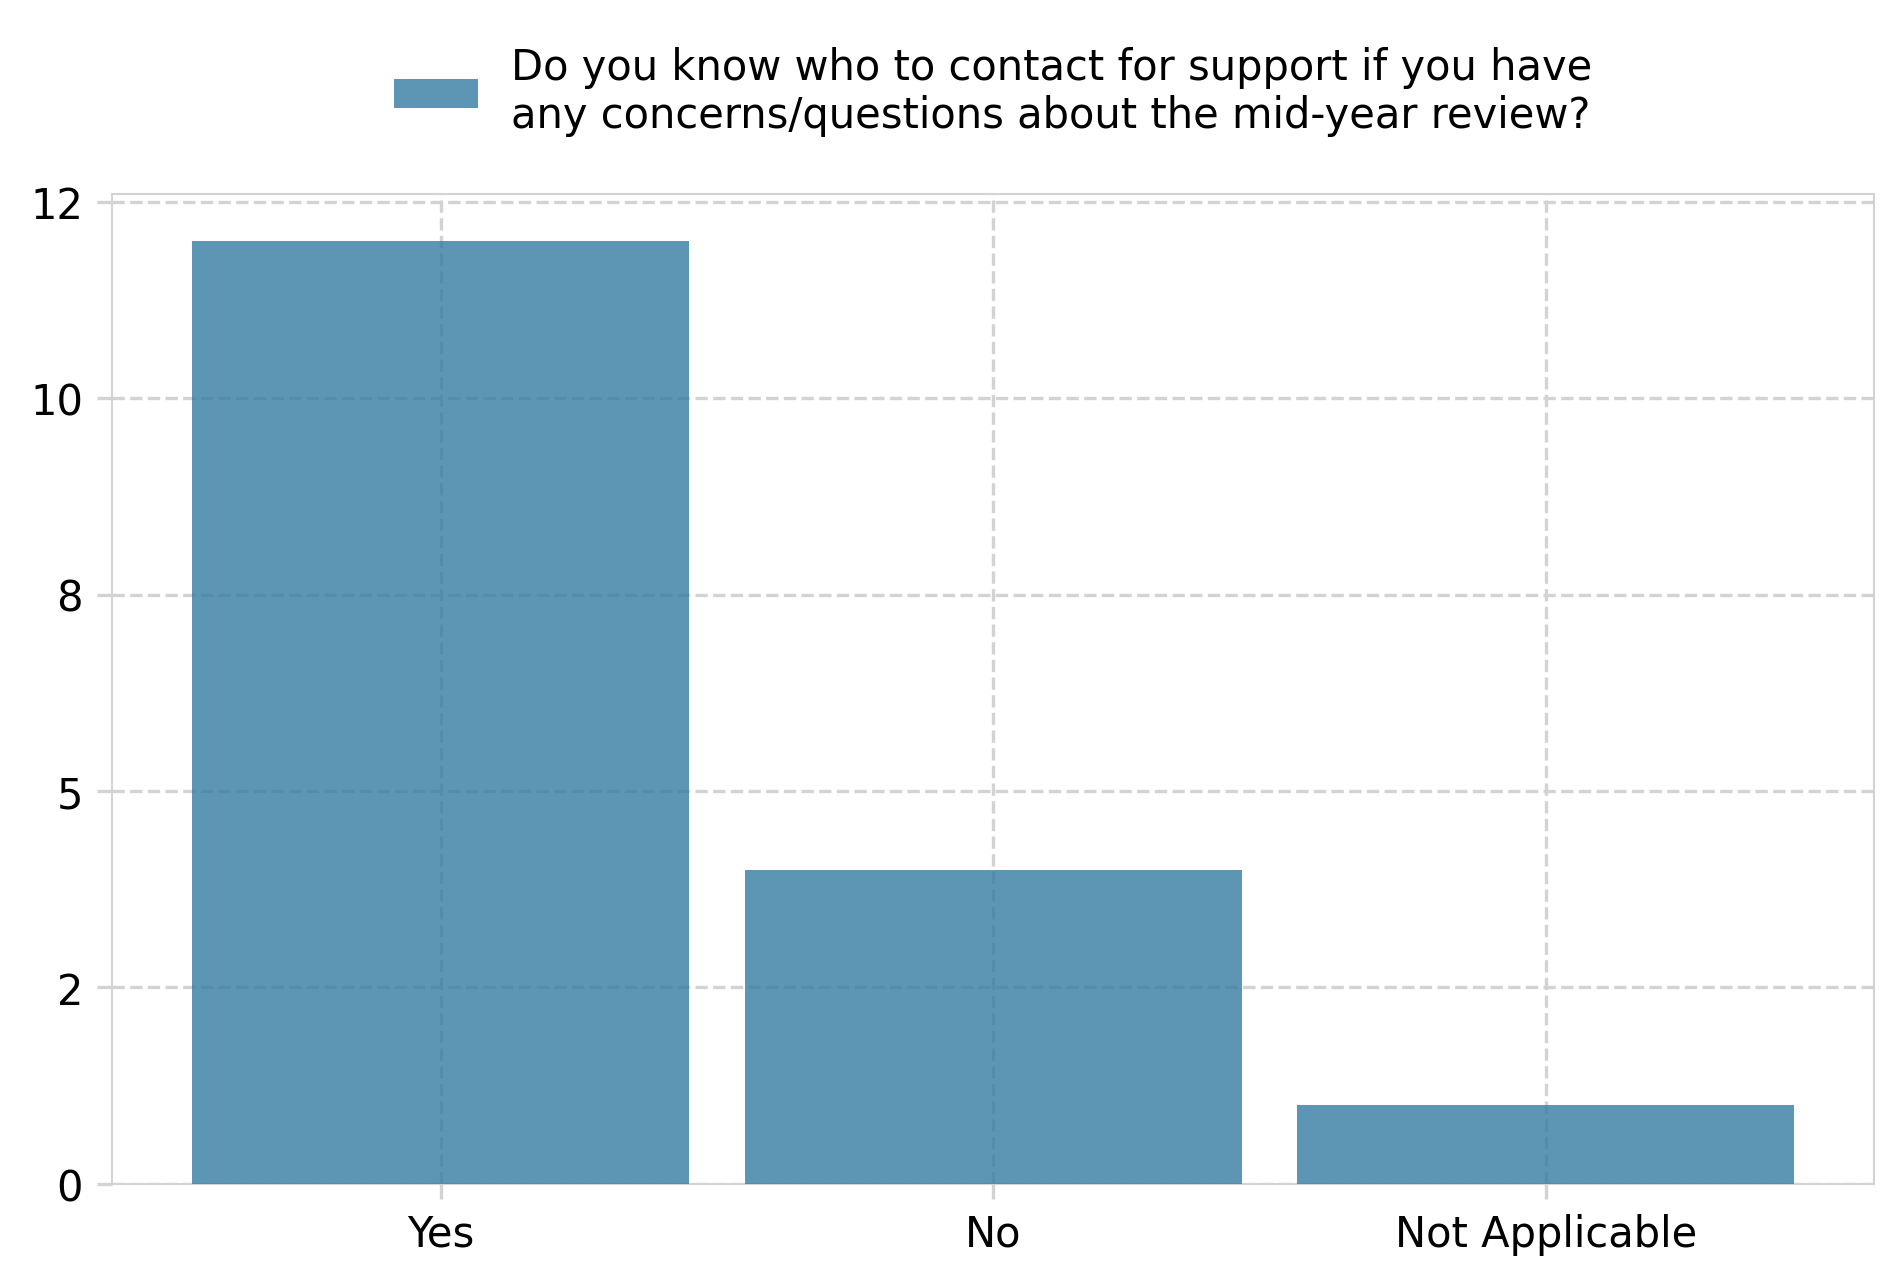 Do you know who to contact for support if you have
any concerns/questions about the mid-year review?
12
10
8
5
2
0
Yes
No
Not Applicable